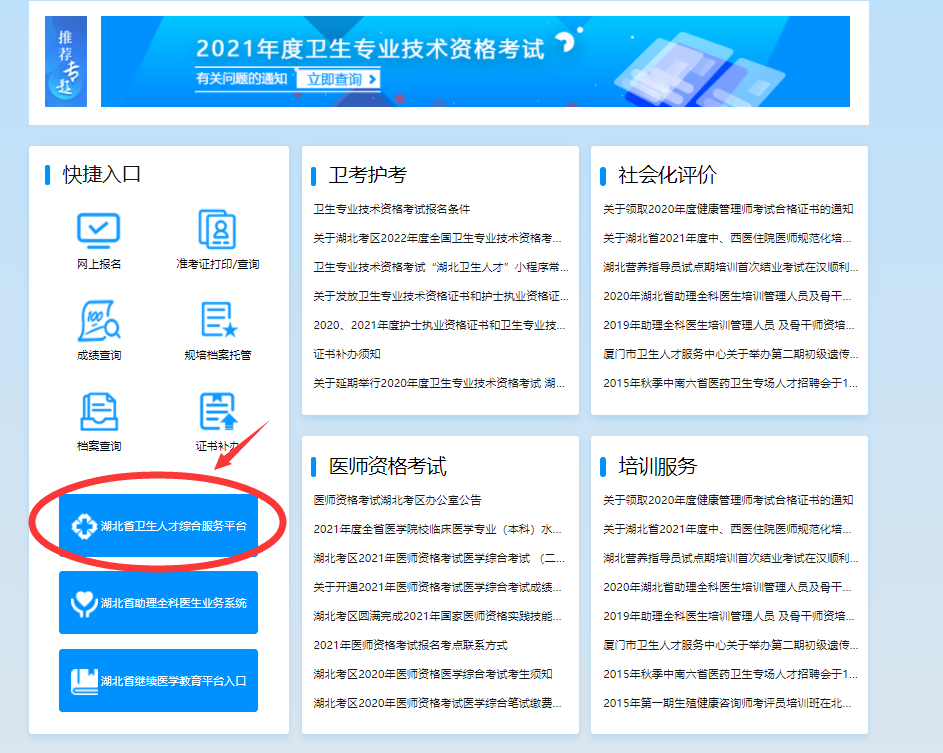 推荐专题
2021年度卫生专业技术资格考试
有关问题的通知 立即查询
快捷入口
网上报名
准考证打印/查询
成绩查询
规培档案托管
档案查询
证书补办
湖北省卫生人才综合服务平台
湖北省助理全科医生业务系统
湖北省继续医学教育平台入口
卫考护考
卫生专业技术资格考试报名条件
关于湖北考区2022年度全国卫生专业技术资格考...
卫生专业技术资格考试“湖北卫生人才”小程序常...
关于发放卫生专业技术资格证书和护士执业资格证...
2020、2021年度护士执业资格证书和卫生专业技...
证书补办须知
关于延期举行2020年度卫生专业技术资格考试 湖...
社会化评价
关于领取2020年度健康管理师考试合格证书的通知
关于湖北省2021年度中、西医住院医师规范化培...
湖北营养指导员试点期培训首次结业考试在汉顺利...
2020年湖北省助理全科医生培训管理人员及骨干...
2019年助理全科医生培训管理人员 及骨干师资培...
厦门市卫生人才服务中心关于举办第二期初级遗传...
2015年秋季中南六省医药卫生专场人才招聘会于1...
医师资格考试
医师资格考试湖北考区办公室公告
2021年度全省医学院校临床医学专业（本科）水...
湖北考区2021年医师资格考试医学综合考试 （二...
关于开通2021年医师资格考试医学综合考试成绩...
湖北考区圆满完成2021年国家医师资格实践技能...
2021年医师资格考试报名考点联系方式
湖北考区2020年医师资格医学综合考试考生须知
湖北考区2020年医师资格考试医学综合笔试缴费...
培训服务
关于领取2020年度健康管理师考试合格证书的通知
关于湖北省2021年度中、西医住院医师规范化培...
湖北营养指导员试点期培训首次结业考试在汉顺利...
2020年湖北省助理全科医生培训管理人员及骨干...
2019年助理全科医生培训管理人员 及骨干师资培...
厦门市卫生人才服务中心关于举办第二期初级遗传...
2015年秋季中南六省医药卫生专场人才招聘会于1...
2015年第一期生殖健康咨询师考评员培训班在北...